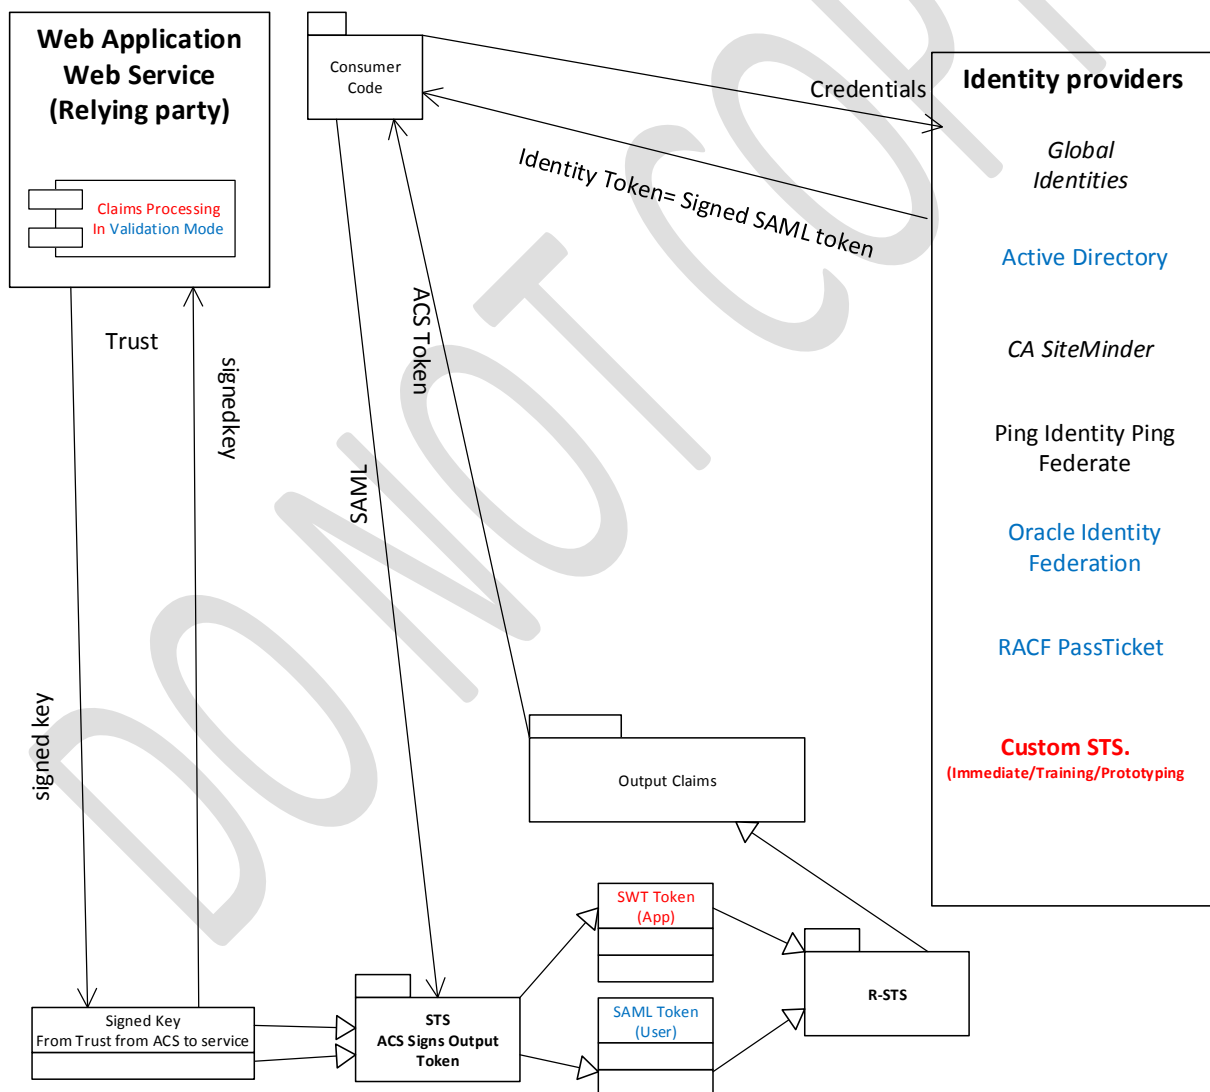 Web Application
Web Service
(Relying party)
Claims Processing
In Validation Mode
Consumer
Code
Credentials
Identity Token= Signed SAML token
Identity providers
Global
Identities
Active Directory
CA SiteMinder
Ping Identity Ping
Federate
Oracle Identity
Federation
RACF PassTicket
Custom STS.
(Immediate/Training/Prototyping
Trust
signedkey
ACS Token
SAML
signed key
Output Claims
SWT Token
(App)
R-STS
Signed Key
From Trust from ACS to service
STS
ACS Signs Output
Token
SAML Token
(User)
DO NOT COP